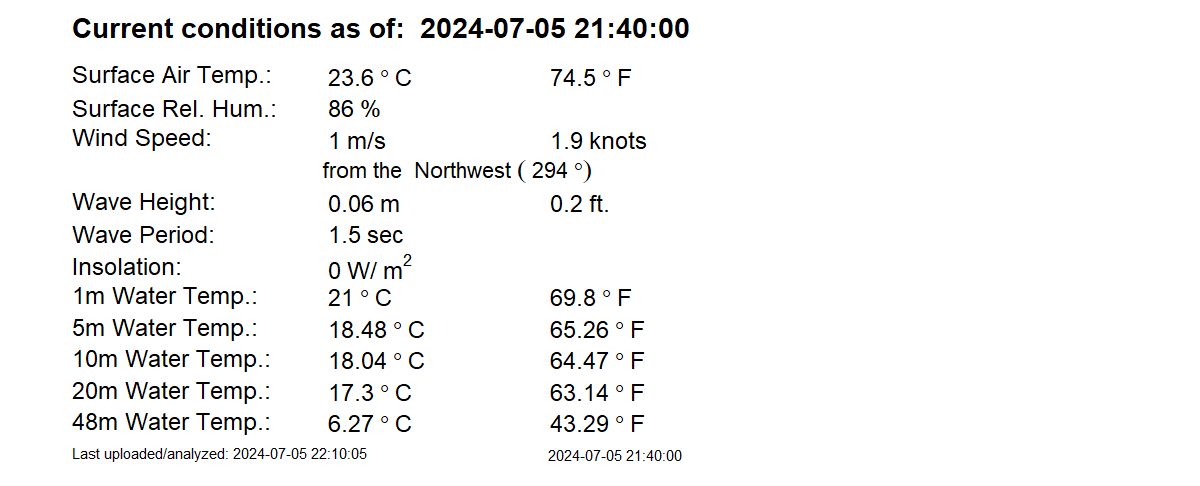 Current conditions as of: 2024-07-05 21:40:00
Surface Air Temp.: 23.6 ° C 74.5 ° F
Surface Rel. Hum.: 86 %
Wind Speed: 1 m/s 1.9 knots
from the Northwest ( 294 °)
Wave Height: 0.06 m 0.2 ft.
Wave Period: 1.5 sec
Insolation: 0 W/ m²
1m Water Temp.: 21 ° C 69.8 ° F
5m Water Temp.: 18.48 ° C 65.26 ° F
10m Water Temp.: 18.04 ° C 64.47 ° F
20m Water Temp.: 17.3 ° C 63.14 ° F
48m Water Temp.: 6.27 ° C 43.29 ° F
Last uploaded/analyzed: 2024-07-05 22:10:05 2024-07-05 21:40:00